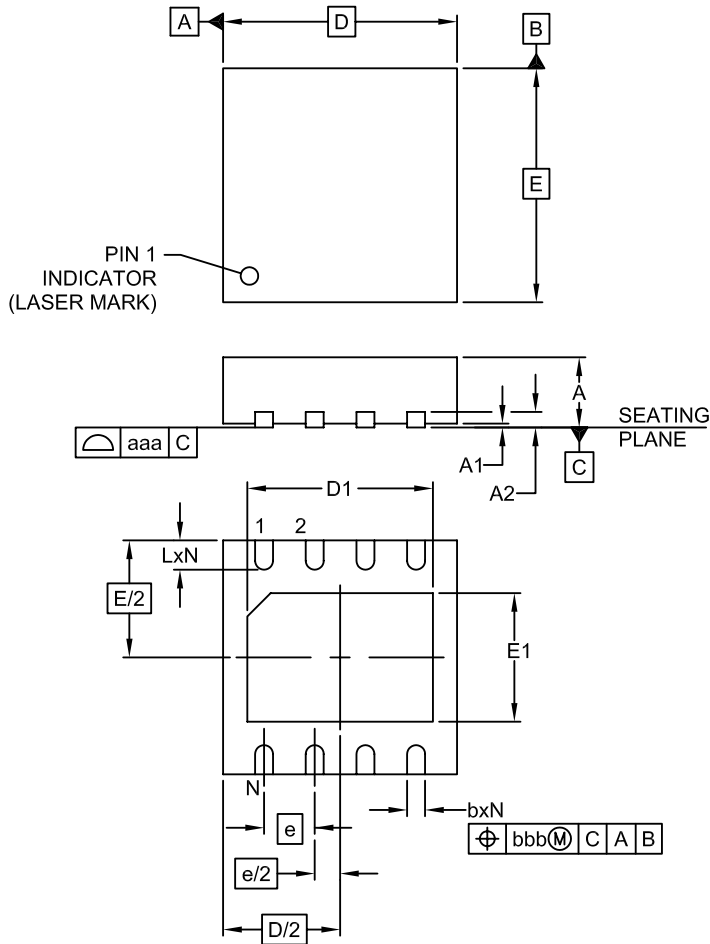 A
D
B
E
PIN 1
INDICATOR
(LASER MARK)
A
SEATING
PLANE
aaa C
A1
C
A2
D1
1 2
LxN
E/2
E1
N
bxN
e
bbbⓂ C A B
e/2
D/2